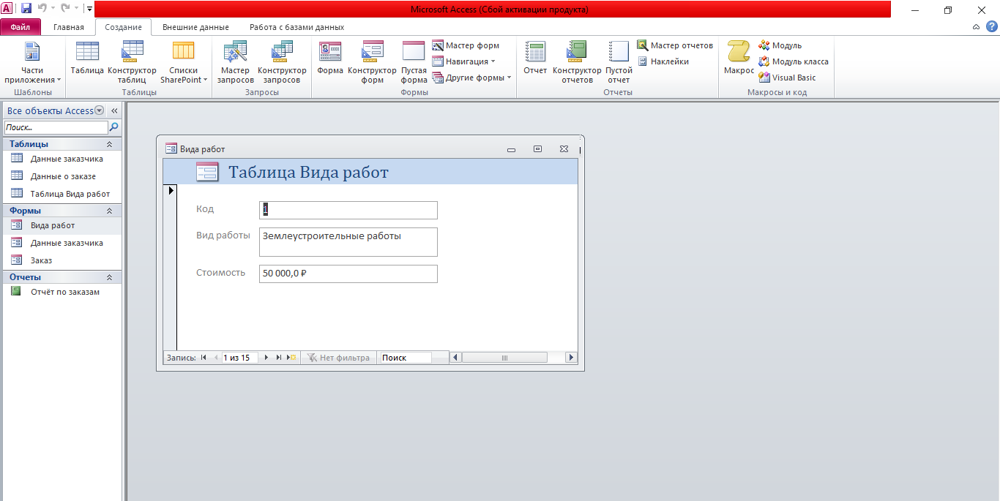 Microsoft Access (Сбой активации продукта)
Файл
Главная
Создание
Внешние данные
Работа с базами данных
Части приложения
Шаблоны
Таблица
Конструктор таблиц
Списки SharePoint
Таблицы
Мастер запросов
Конструктор запросов
Запросы
Форма
Конструктор форм
Пустая форма
Мастер форм
Навигация
Другие формы
Формы
Отчет
Конструктор отчетов
Пустой отчет
Мастер отчетов
Наклейки
Отчеты
Макрос
Модуль
Модуль класса
Visual Basic
Макросы и код
Все объекты Access
Поиск...
Таблицы
Данные заказчика
Данные о заказе
Таблица Вида работ
Формы
Вида работ
Данные заказчика
Заказ
Отчеты
Отчёт по заказам
Вида работ
Таблица Вида работ
Код
1
Вид работы
Землеустроительные работы
Стоимость
50 000,0 ₽
Запись:
1 из 15
Нет фильтра
Поиск